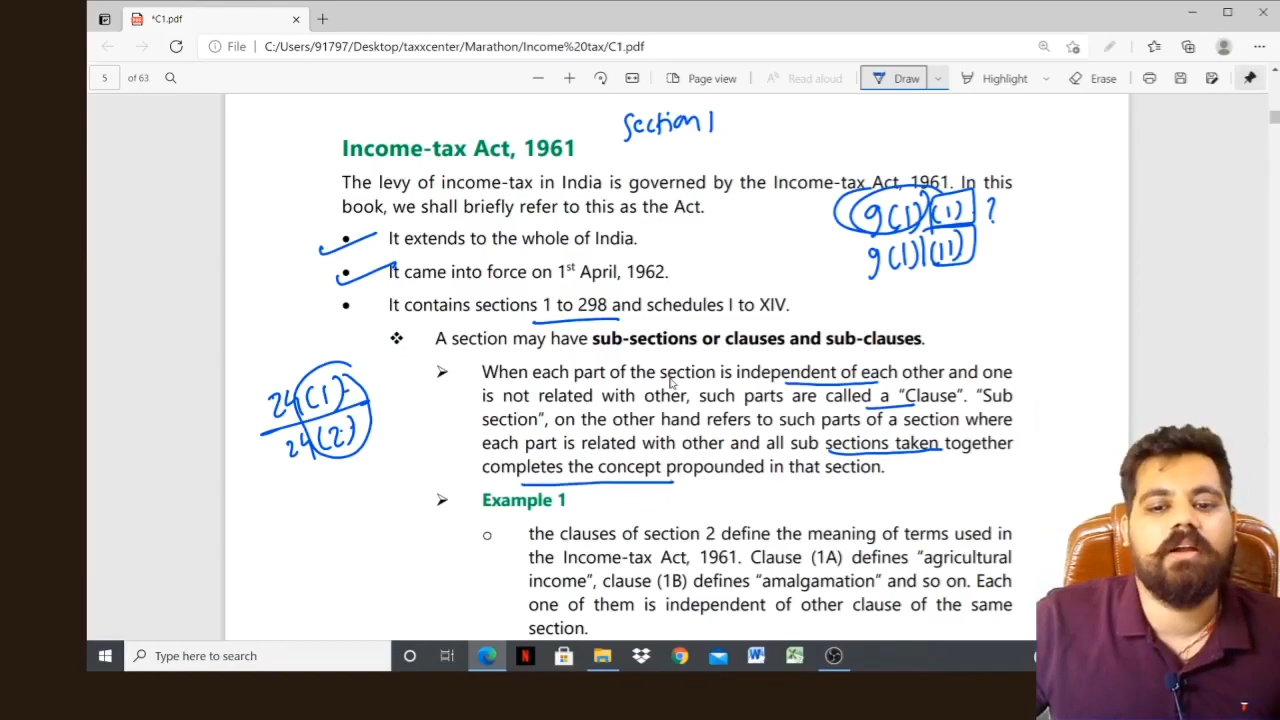 *C1.pdf
File C:/Users/91797/Desktop/taxxcenter/Marathon/Income%20tax/C1.pdf
5 of 63 Page view Read aloud Draw Highlight Erase
Section 1
Income-tax Act, 1961
The levy of income-tax in India is governed by the Income-tax Act, 1961. In this
book, we shall briefly refer to this as the Act.
9(1)(i) ?
9(1)(ii)
• It extends to the whole of India.
• It came into force on 1st April, 1962.
• It contains sections 1 to 298 and schedules I to XIV.
❖ A section may have sub-sections or clauses and sub-clauses.
➢ When each part of the section is independent of each other and one
is not related with other, such parts are called a “Clause”. “Sub
section”, on the other hand refers to such parts of a section where
each part is related with other and all sub sections taken together
completes the concept propounded in that section.
24(1)
24(2)
➢ Example 1
o the clauses of section 2 define the meaning of terms used in
the Income-tax Act, 1961. Clause (1A) defines “agricultural
income”, clause (1B) defines “amalgamation” and so on. Each
one of them is independent of other clause of the same
section.
Type here to search